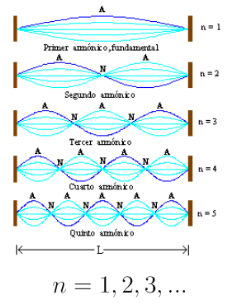 A
n = 1
Primer armónico, fundamental
A A
N
n = 2
Segundo armónico
A A A
N N
n = 3
Tercer armónico
A A A A
N N N
n = 4
Cuarto armónico
A A A A A
N N N N
n = 5
Quinto armónico
L
n = 1, 2, 3, ...